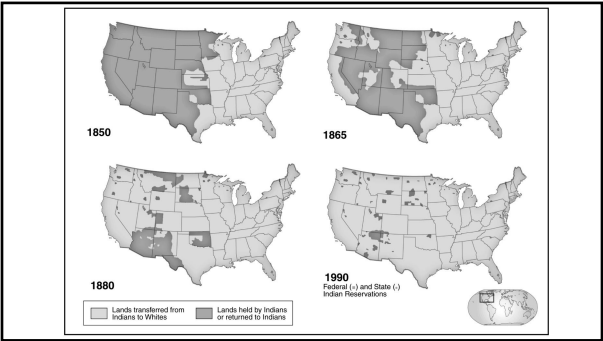 1850
1865
1880
1990
Federal (▪) and State (-)
Indian Reservations
Lands transferred from
Indians to Whites
Lands held by Indians
or returned to Indians